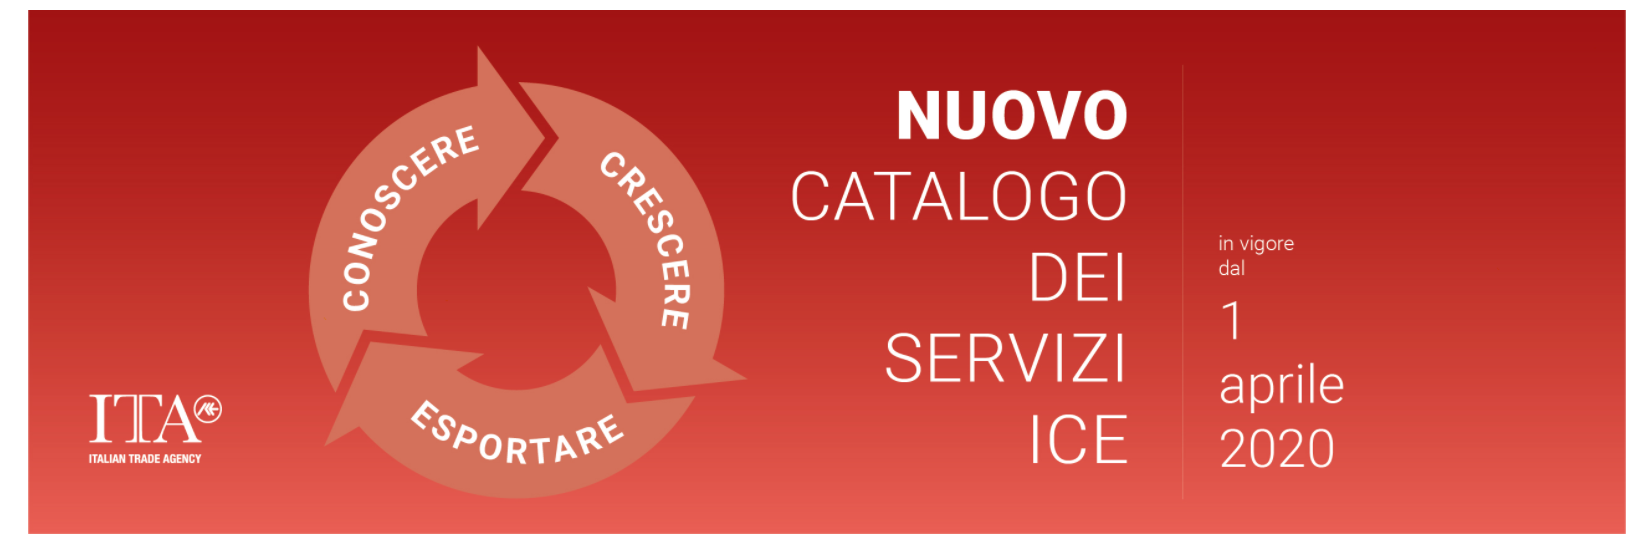 CONOSCERE
CRESCERE
ESPORTARE
NUOVO
CATALOGO
DEI
SERVIZI
ICE
in vigore
dal
1
aprile
2020
ITA
ITALIAN TRADE AGENCY